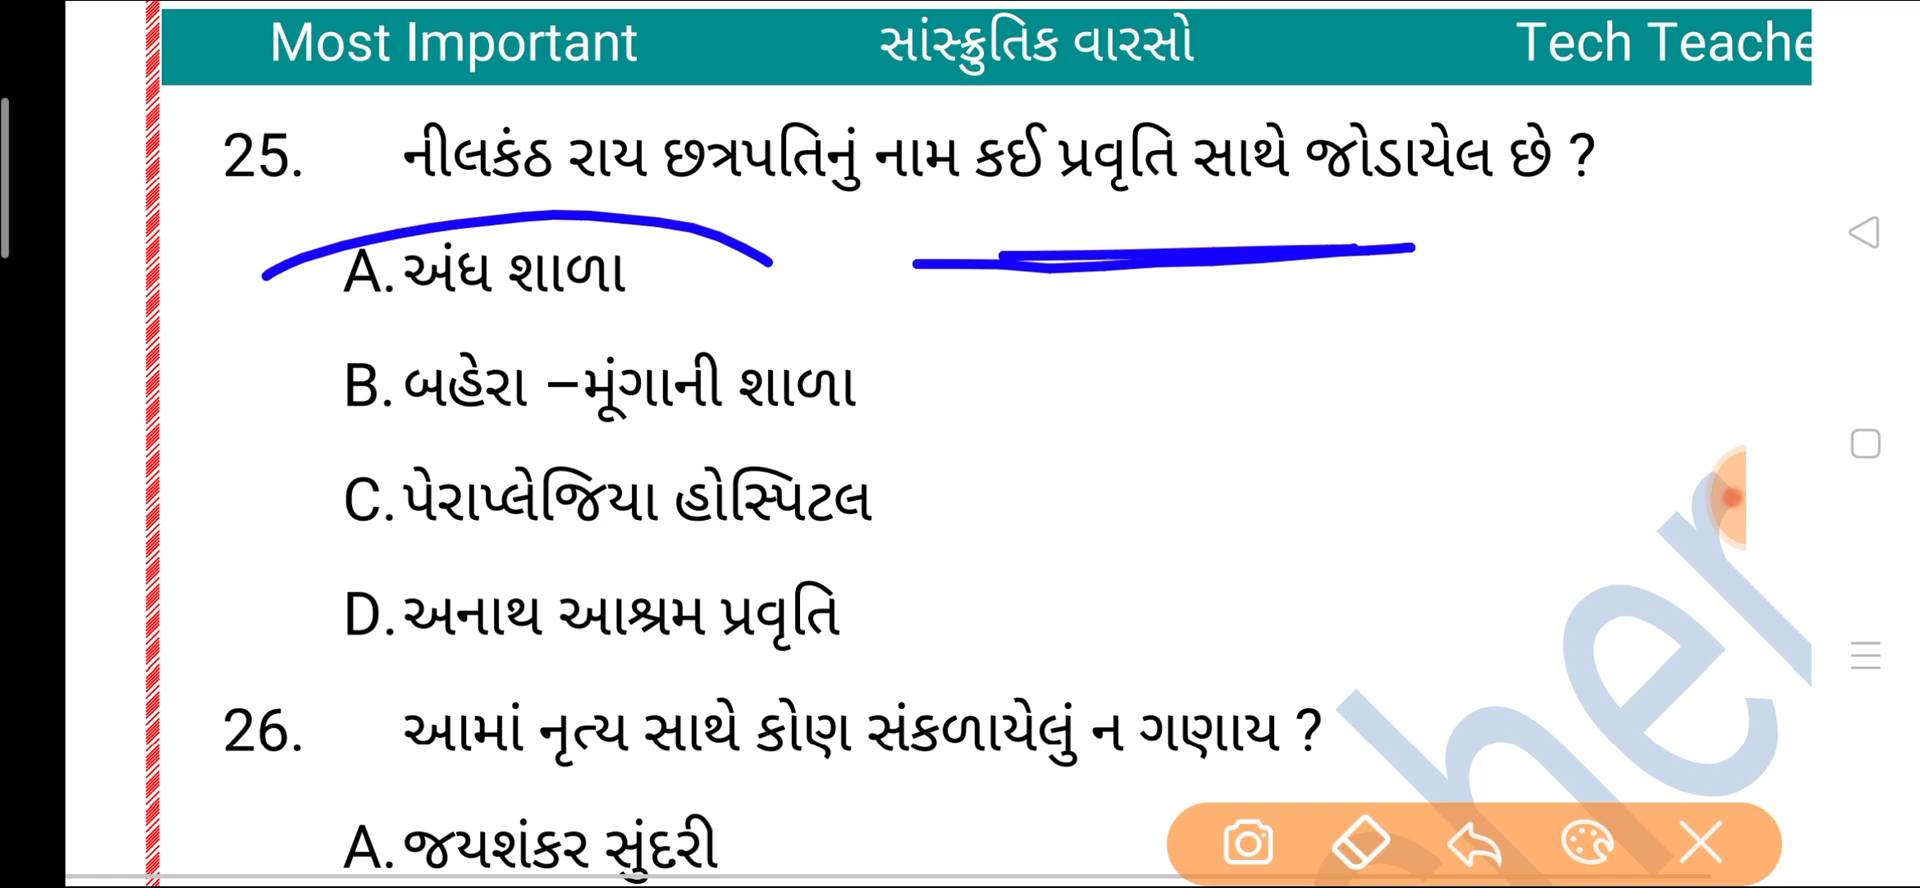 Most Important સાંસ્ક્રુતિક વારસો Tech Teache
25. નીલકંઠ રાય છત્રપતિનું નામ કઈ પ્રવૃતિ સાથે જોડાયેલ છે ?
A. અંધ શાળા
B. બહેરા –મૂંગાની શાળા
C. પેરાપ્લેજિયા હોસ્પિટલ
D. અનાથ આશ્રમ પ્રવૃતિ
26. આમાં નૃત્ય સાથે કોણ સંકળાયેલું ન ગણાય ?
A. જયશંકર સુંદરી
her